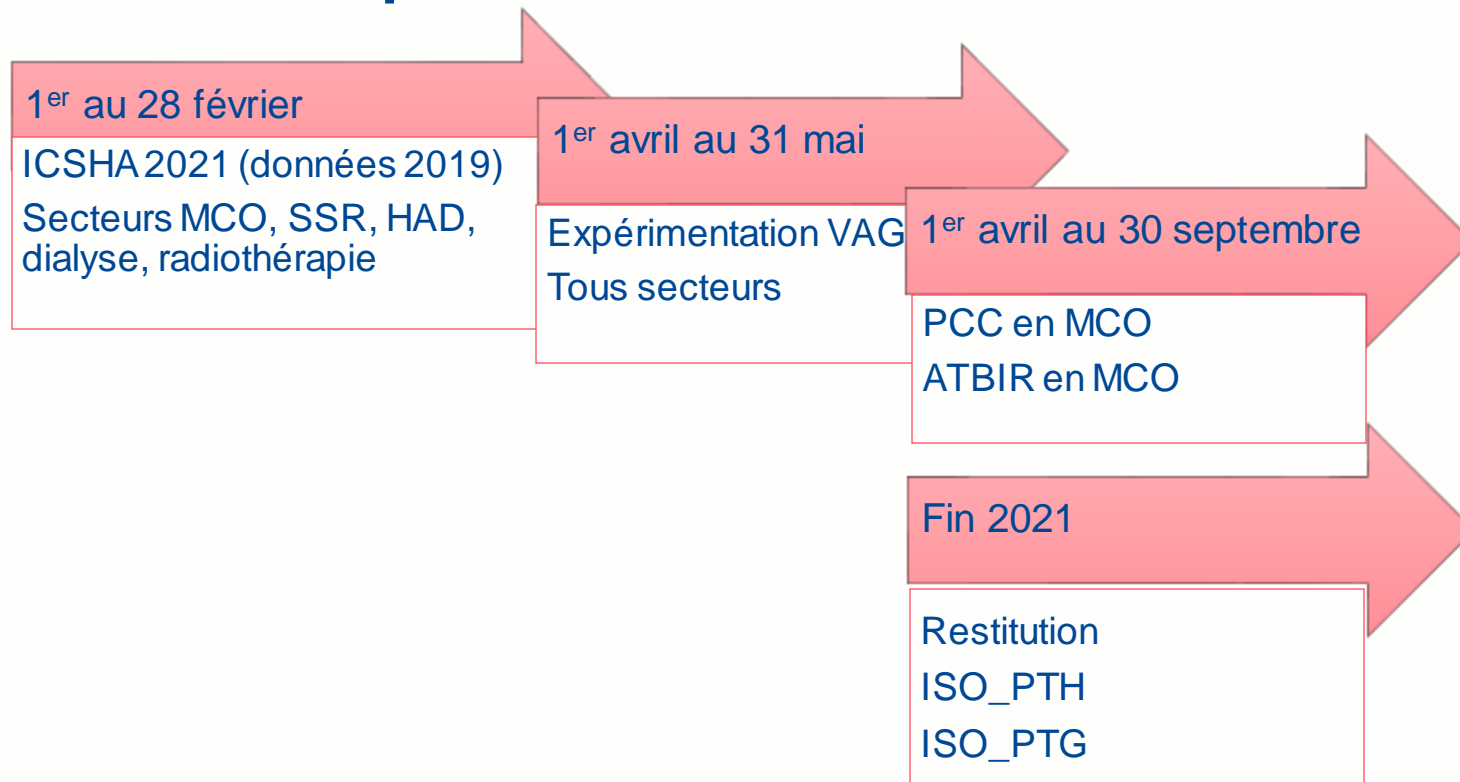 1er au 28 février
ICSHA 2021 (données 2019)
Secteurs MCO, SSR, HAD,
dialyse, radiothérapie
1er avril au 31 mai
Expérimentation VAG
Tous secteurs
1er avril au 30 septembre
PCC en MCO
ATBIR en MCO
Fin 2021
Restitution
ISO_PTH
ISO_PTG